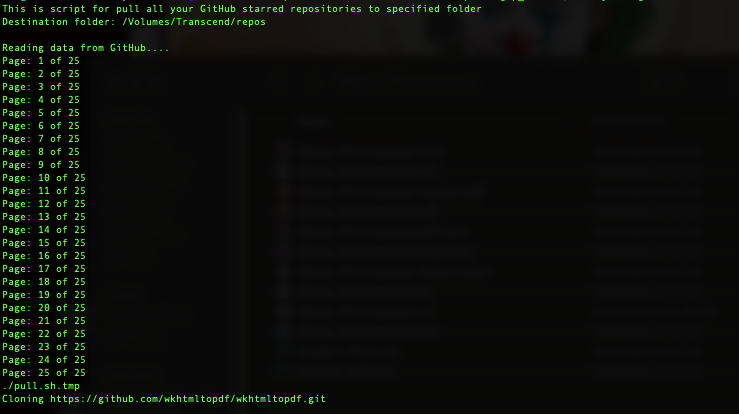 This is script for pull all your GitHub starred repositories to specified folder
Destination folder: /Volumes/Transcend/repos
Reading data from GitHub....
Page: 1 of 25
Page: 2 of 25
Page: 3 of 25
Page: 4 of 25
Page: 5 of 25
Page: 6 of 25
Page: 7 of 25
Page: 8 of 25
Page: 9 of 25
Page: 10 of 25
Page: 11 of 25
Page: 12 of 25
Page: 13 of 25
Page: 14 of 25
Page: 15 of 25
Page: 16 of 25
Page: 17 of 25
Page: 18 of 25
Page: 19 of 25
Page: 20 of 25
Page: 21 of 25
Page: 22 of 25
Page: 23 of 25
Page: 24 of 25
Page: 25 of 25
./pull.sh.tmp
Cloning https://github.com/wkhtmltopdf/wkhtmltopdf.git